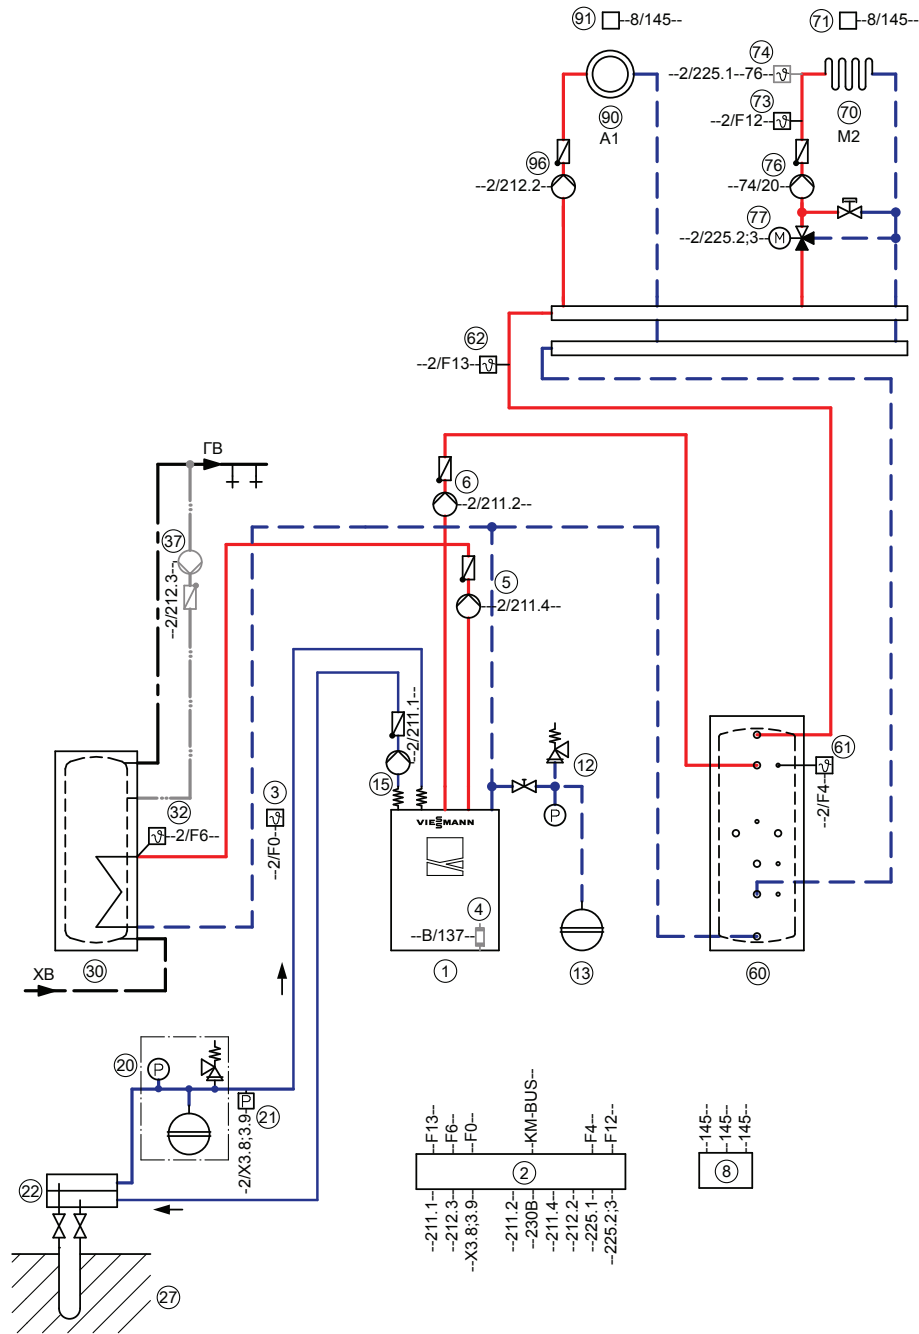 91 --8/145--
71 --8/145--
74
--2/225.1--76--
73
--2/F12--
90
A1
70
M2
96
--2/212.2--
76
--74/20--
77
--2/225.2;3--
M
62
--2/F13--
ГВ
6
--2/211.2--
37
--2/212.3--
5
--2/211.4--
--2/211.1--
15
12
61
--2/F4--
3
--2/F0--
32
--2/F6--
P
VIESMANN
4
--B/137--
ХВ
30
1
13
60
20
P
P
21
--2/X3.8;3.9--
22
27
--F13--
--F6--
--F0--
--KM-BUS--
--F4--
--F12--
2
--211.1--
--212.3--
--X3.8;3.9--
--211.2--
--230B--
--211.4--
--212.2--
--225.1--
--225.2;3--
--145--
--145--
--145--
8